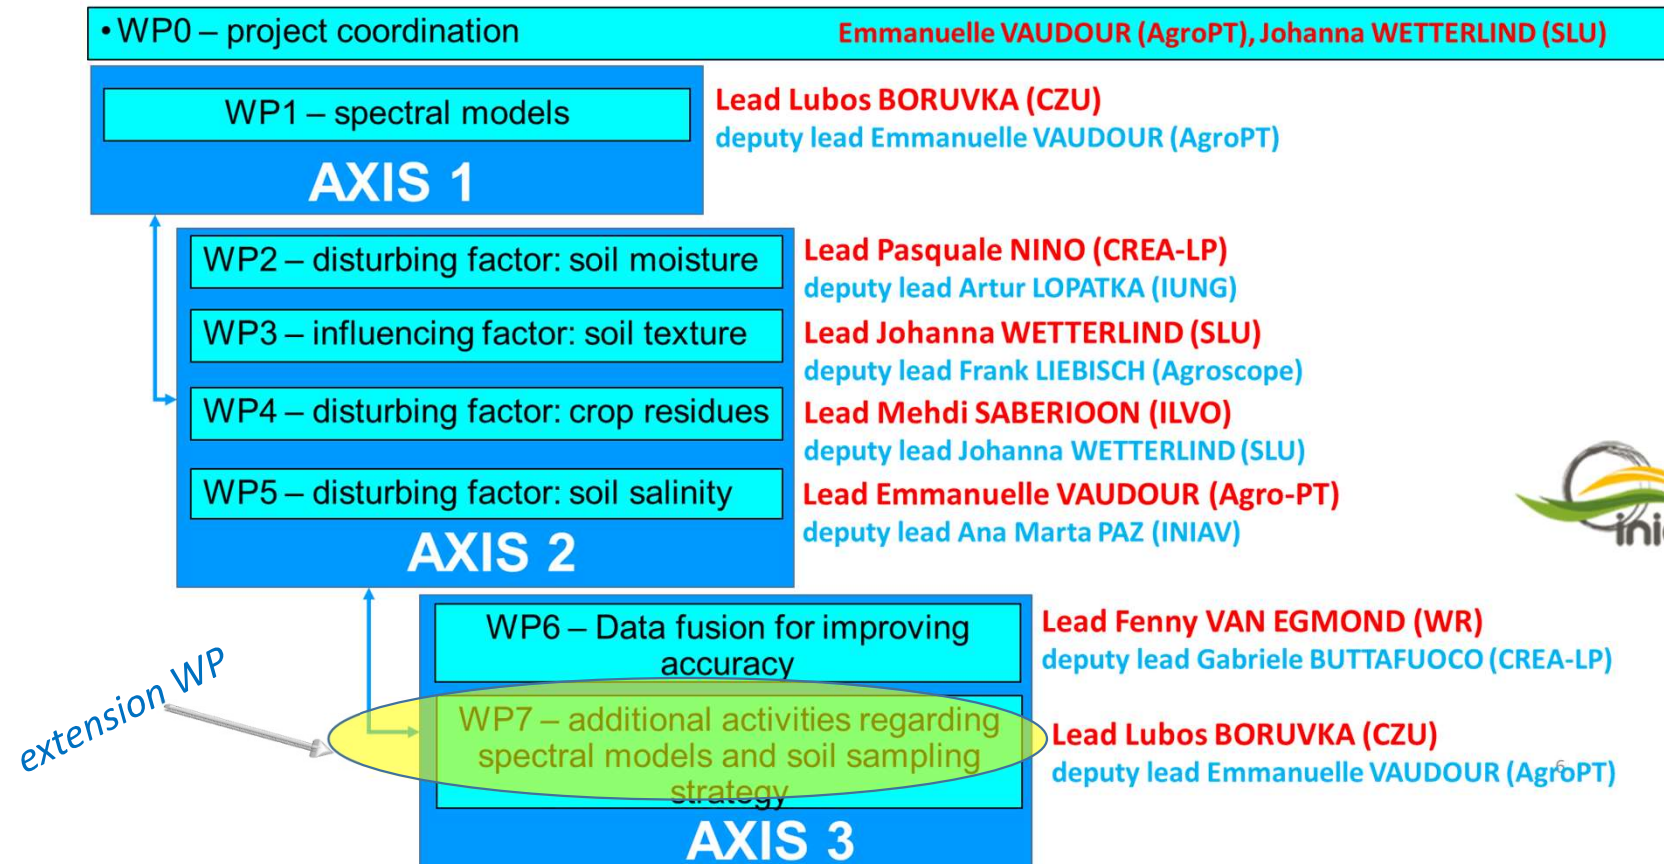 • WP0 – project coordination
Emmanuelle VAUDOUR (AgroPT), Johanna WETTERLIND (SLU)
WP1 – spectral models
AXIS 1
Lead Lubos BORUVKA (CZU)
deputy lead Emmanuelle VAUDOUR (AgroPT)
WP2 – disturbing factor: soil moisture
Lead Pasquale NINO (CREA-LP)
deputy lead Artur LOPATKA (IUNG)
WP3 – influencing factor: soil texture
Lead Johanna WETTERLIND (SLU)
deputy lead Frank LIEBISCH (Agroscope)
WP4 – disturbing factor: crop residues
Lead Mehdi SABERIOON (ILVO)
deputy lead Johanna WETTERLIND (SLU)
WP5 – disturbing factor: soil salinity
Lead Emmanuelle VAUDOUR (Agro-PT)
deputy lead Ana Marta PAZ (INIAV)
AXIS 2
WP6 – Data fusion for improving
accuracy
Lead Fenny VAN EGMOND (WR)
deputy lead Gabriele BUTTAFUOCO (CREA-LP)
extension WP
WP7 – additional activities regarding
spectral models and soil sampling
strategy
Lead Lubos BORUVKA (CZU)
deputy lead Emmanuelle VAUDOUR (AgroPT)
6
AXIS 3